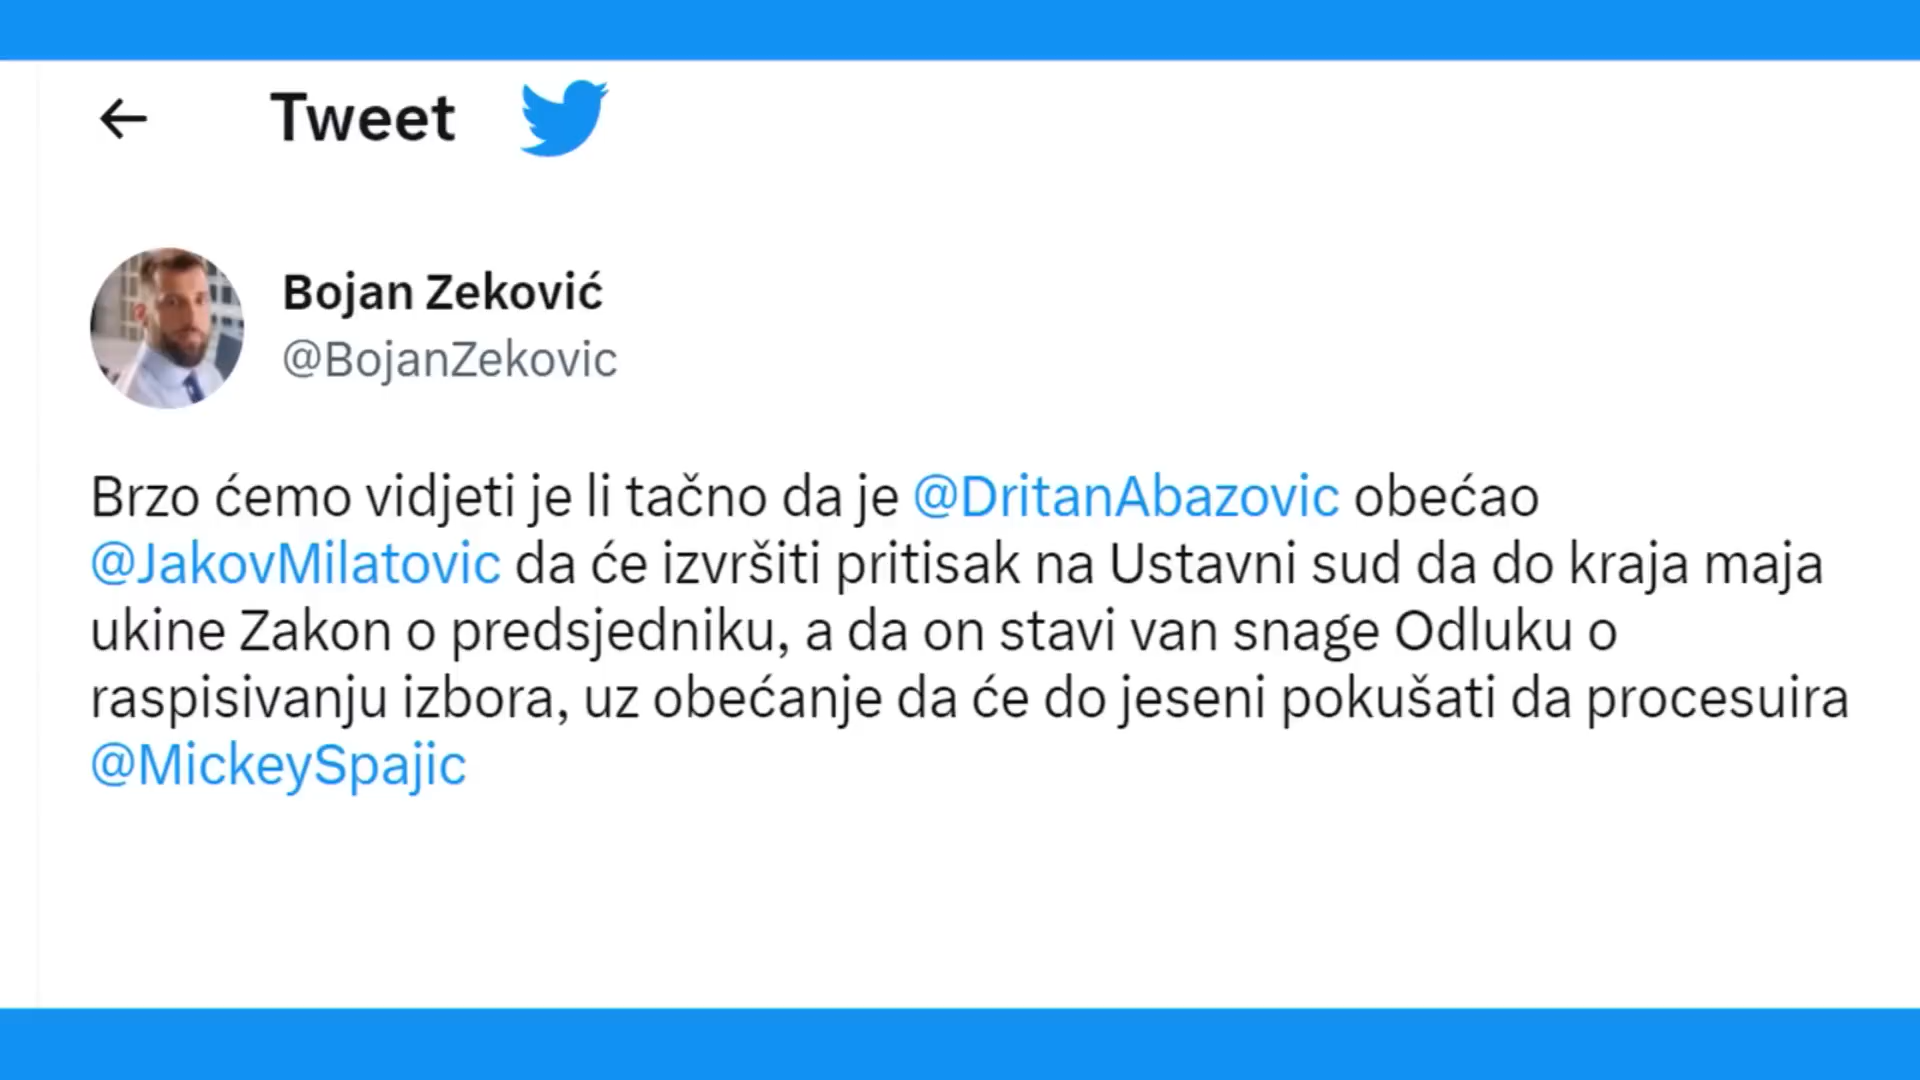 Tweet
Bojan Zeković
@BojanZekovic
Brzo ćemo vidjeti je li tačno da je @DritanAbazovic obećao
@JakovMilatovic da će izvršiti pritisak na Ustavni sud da do kraja maja
ukine Zakon o predsjedniku, a da on stavi van snage Odluku o
raspisivanju izbora, uz obećanje da će do jeseni pokušati da procesuira
@MickeySpajic